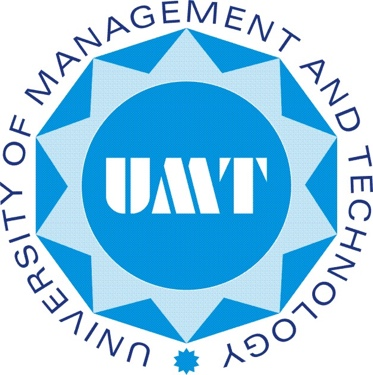 UNIVERSITY OF MANAGEMENT AND TECHNOLOGY
UMT